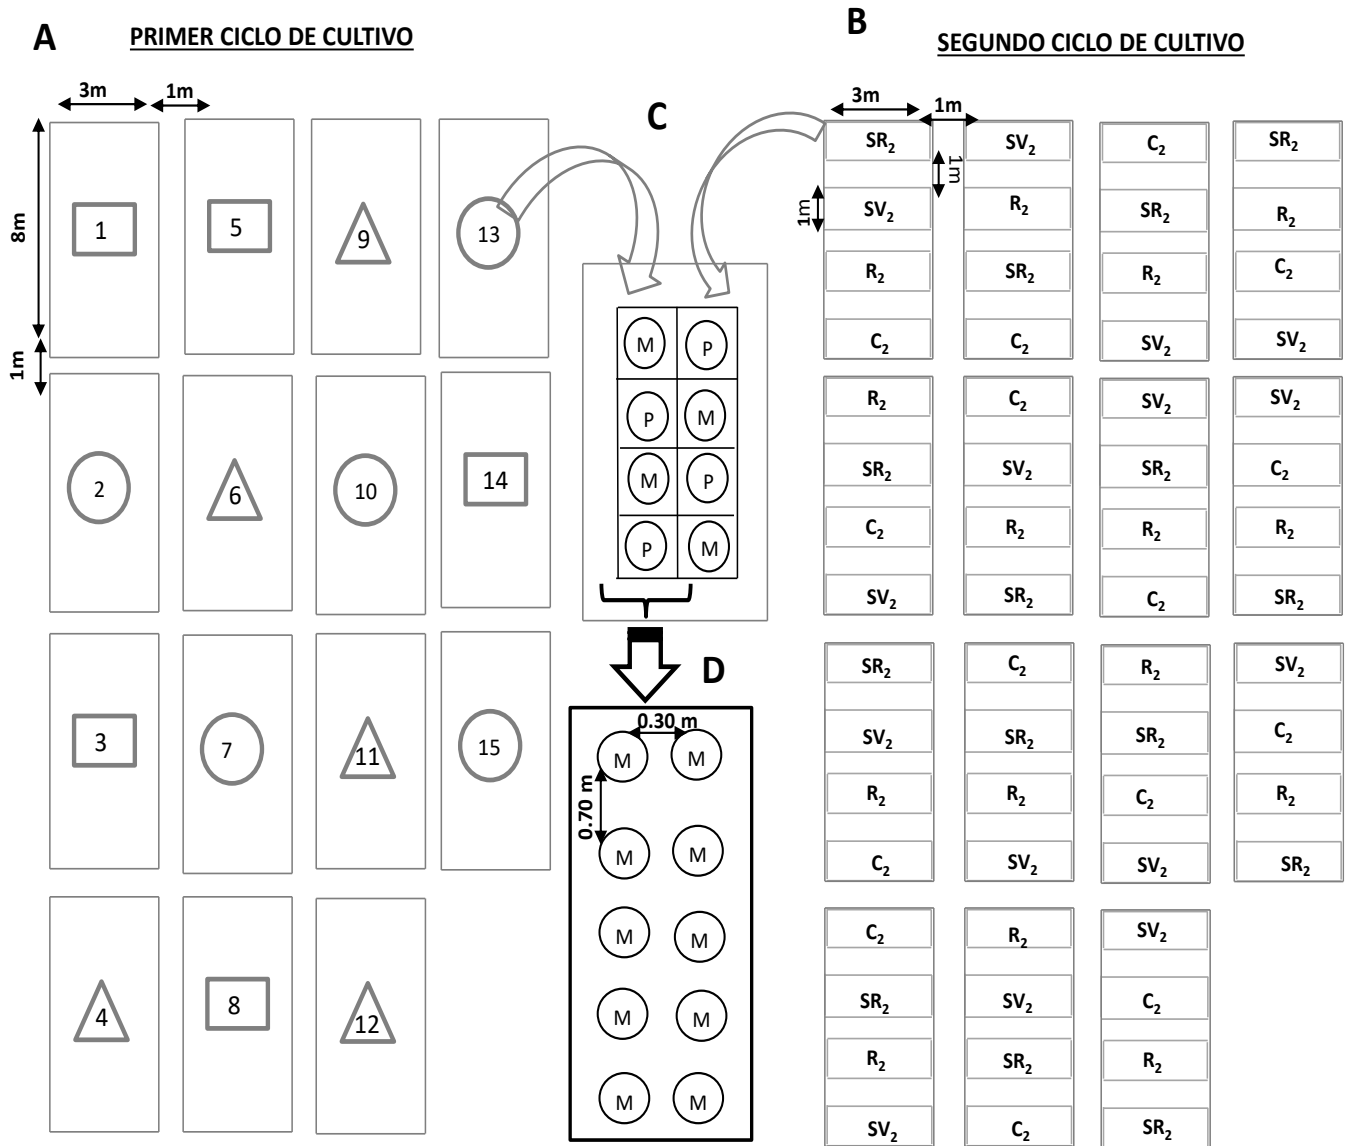 A
PRIMER CICLO DE CULTIVO
3m
1m
8m
1m
1
5
9
13
2
6
10
14
3
7
11
15
4
8
12
C
M
P
P
M
M
P
P
M
D
0.30 m
0.70 m
M M
M M
M M
M M
M M
B
SEGUNDO CICLO DE CULTIVO
3m
1m
1m
1m
SR₂ SV₂ C₂ SR₂
SV₂ R₂ SR₂ R₂
R₂ SR₂ R₂ C₂
C₂ C₂ SV₂ SV₂
R₂ C₂ SV₂ SV₂
SR₂ SV₂ SR₂ C₂
C₂ R₂ R₂ R₂
SV₂ SR₂ C₂ SR₂
SR₂ C₂ R₂ SV₂
SV₂ SR₂ SR₂ C₂
R₂ R₂ C₂ R₂
C₂ SV₂ SV₂ SR₂
C₂ R₂ SV₂
SR₂ SV₂ C₂
R₂ SR₂ R₂
SV₂ C₂ SR₂